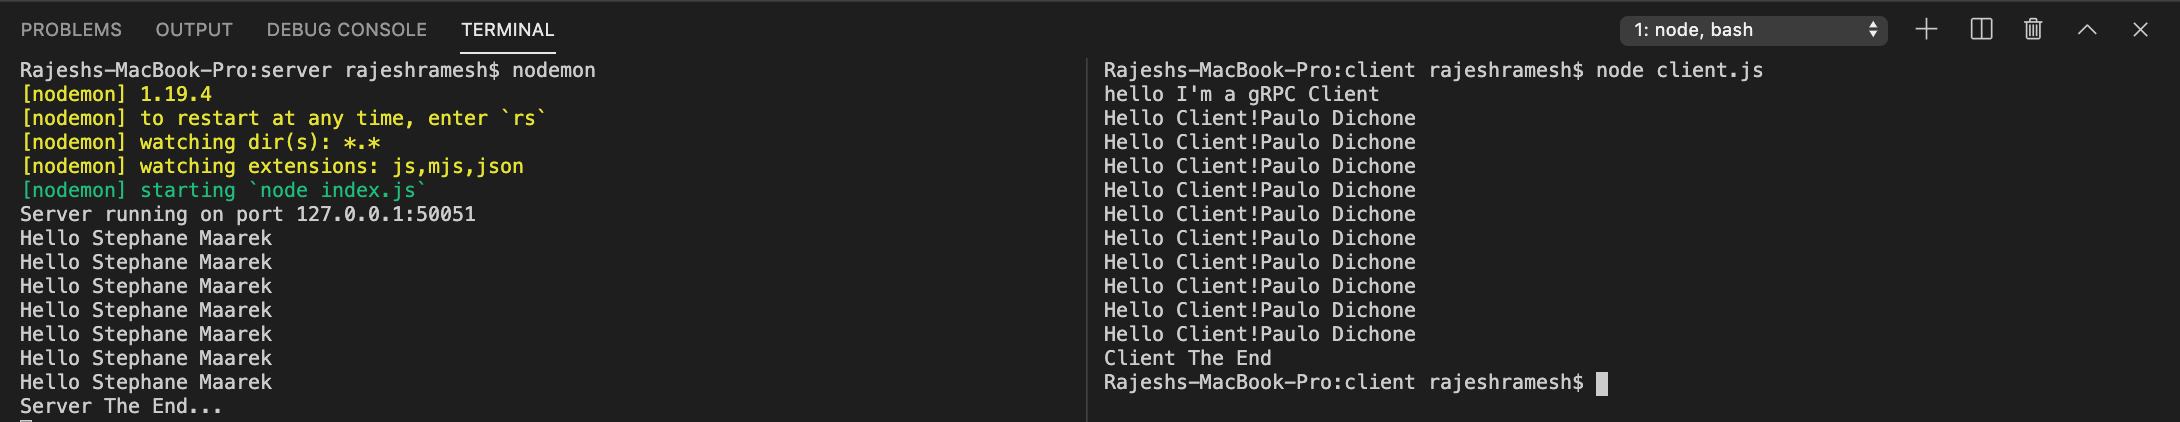 PROBLEMS OUTPUT DEBUG CONSOLE TERMINAL 1: node, bash
Rajeshs-MacBook-Pro:server rajeshramesh$ nodemon
[nodemon] 1.19.4
[nodemon] to restart at any time, enter `rs`
[nodemon] watching dir(s): *.*
[nodemon] watching extensions: js,mjs,json
[nodemon] starting `node index.js`
Server running on port 127.0.0.1:50051
Hello Stephane Maarek
Hello Stephane Maarek
Hello Stephane Maarek
Hello Stephane Maarek
Hello Stephane Maarek
Hello Stephane Maarek
Hello Stephane Maarek
Server The End...
Rajeshs-MacBook-Pro:client rajeshramesh$ node client.js
hello I'm a gRPC Client
Hello Client!Paulo Dichone
Hello Client!Paulo Dichone
Hello Client!Paulo Dichone
Hello Client!Paulo Dichone
Hello Client!Paulo Dichone
Hello Client!Paulo Dichone
Hello Client!Paulo Dichone
Hello Client!Paulo Dichone
Hello Client!Paulo Dichone
Hello Client!Paulo Dichone
Client The End
Rajeshs-MacBook-Pro:client rajeshramesh$